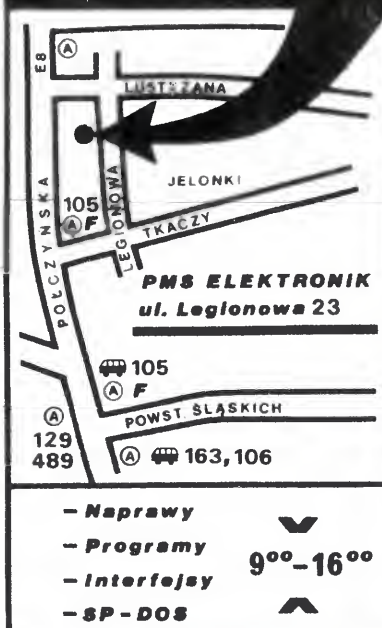 E8 Ⓐ
LUSTRZANA
JELONKI
105
Ⓐ F
LEGIONOWA
TKACZY
POŁCZYŃSKA
PMS ELEKTRONIK
ul. Legionowa 23
105
Ⓐ F
POWST. ŚLĄSKICH
Ⓐ
129
489
Ⓐ 163, 106
- Naprawy
- Programy
- Interfejsy
- SP-DOS
9⁰⁰-16⁰⁰